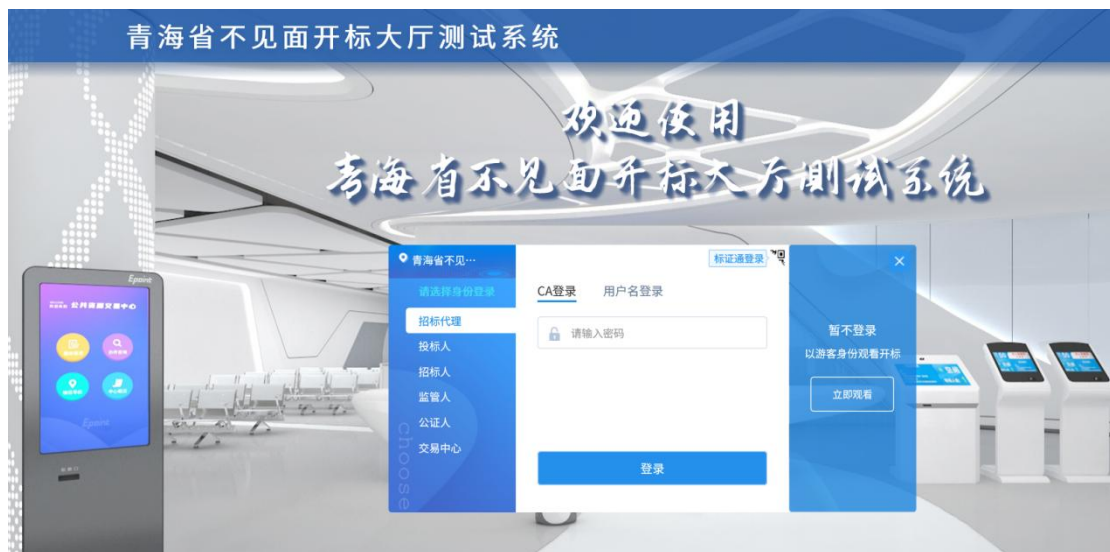 青海省不见面开标大厅测试系统
欢迎使用
青海省不见面开标大厅测试系统
青海省不见…
请选择身份登录
招标代理
投标人
招标人
监管人
公证人
交易中心
choose
标证通登录
CA登录 用户名登录
请输入密码
登录
暂不登录
以游客身份观看开标
立即观看
Epoint
公共资源交易中心
Epoint